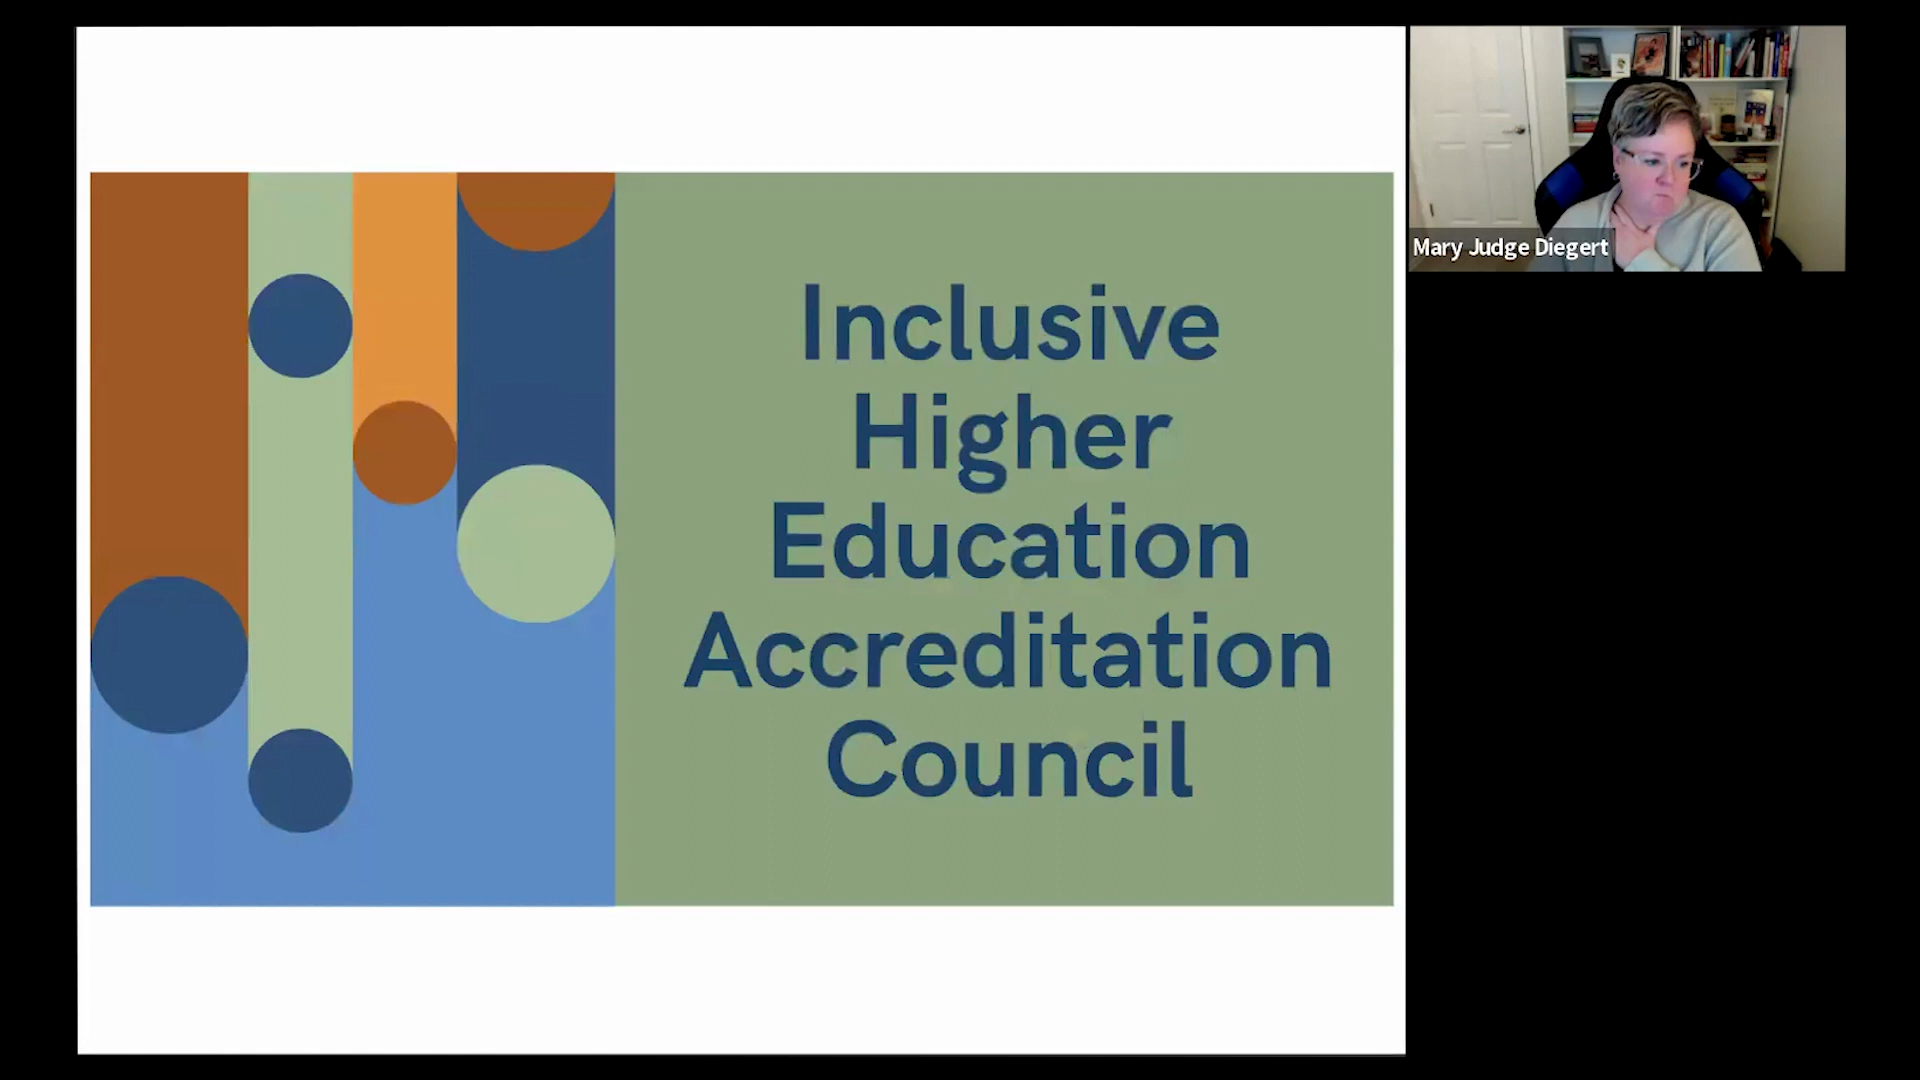 Inclusive
Higher
Education
Accreditation
Council
Mary Judge Diegert